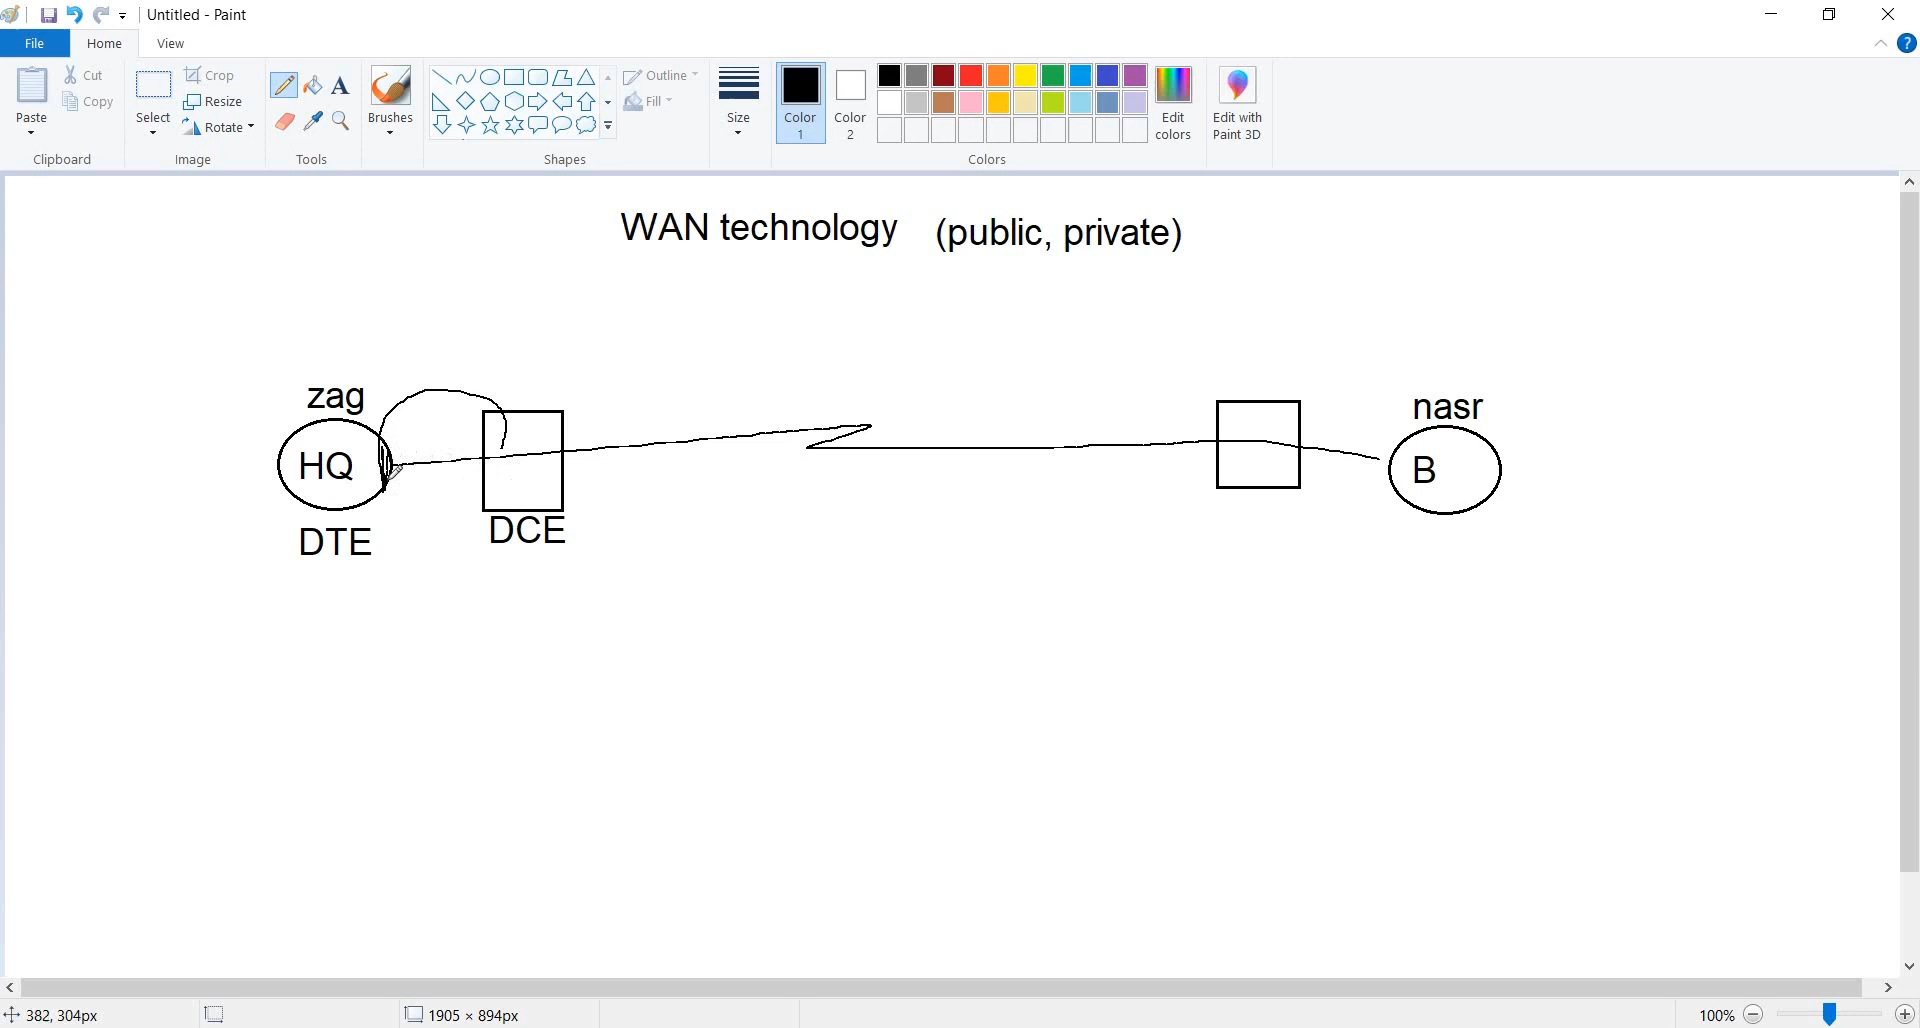 Untitled - Paint
File Home View
Paste Cut Copy Clipboard
Select Crop Resize Rotate Image
Tools
Brushes
Outline Fill Shapes
Size
Color 1 Color 2 Edit colors Colors
Edit with Paint 3D
?
WAN technology (public, private)
zag
nasr
HQ
B
DTE
DCE
382, 304px
1905 × 894px
100%